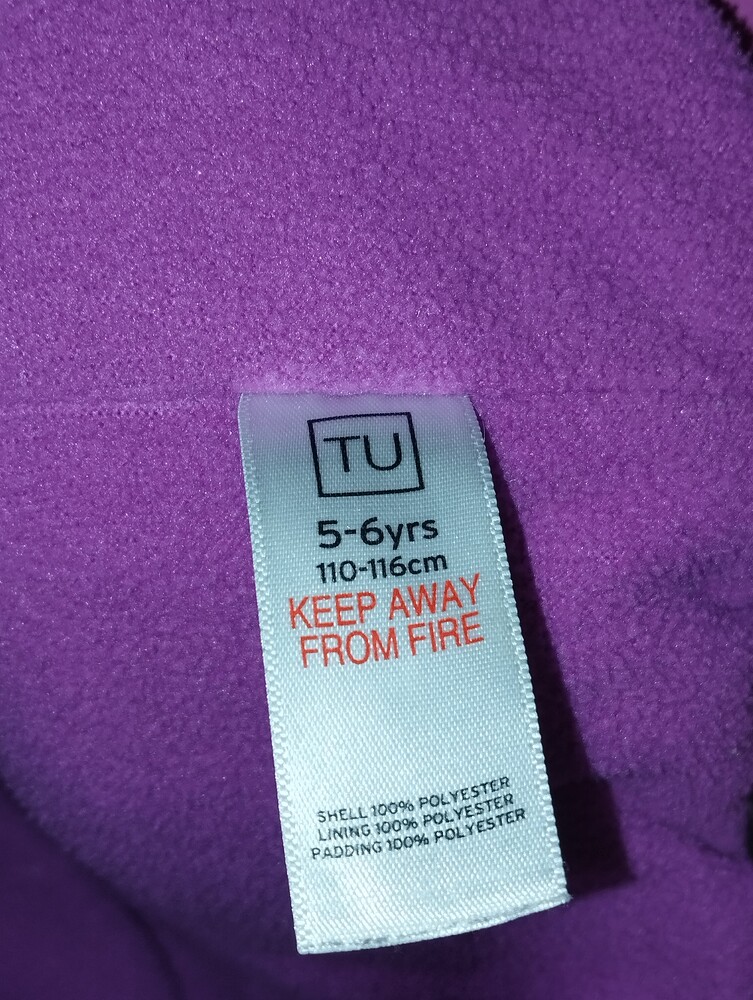 TU
5-6yrs
110-116cm
KEEP AWAY
FROM FIRE
SHELL 100% POLYESTER
LINING 100% POLYESTER
PADDING 100% POLYESTER